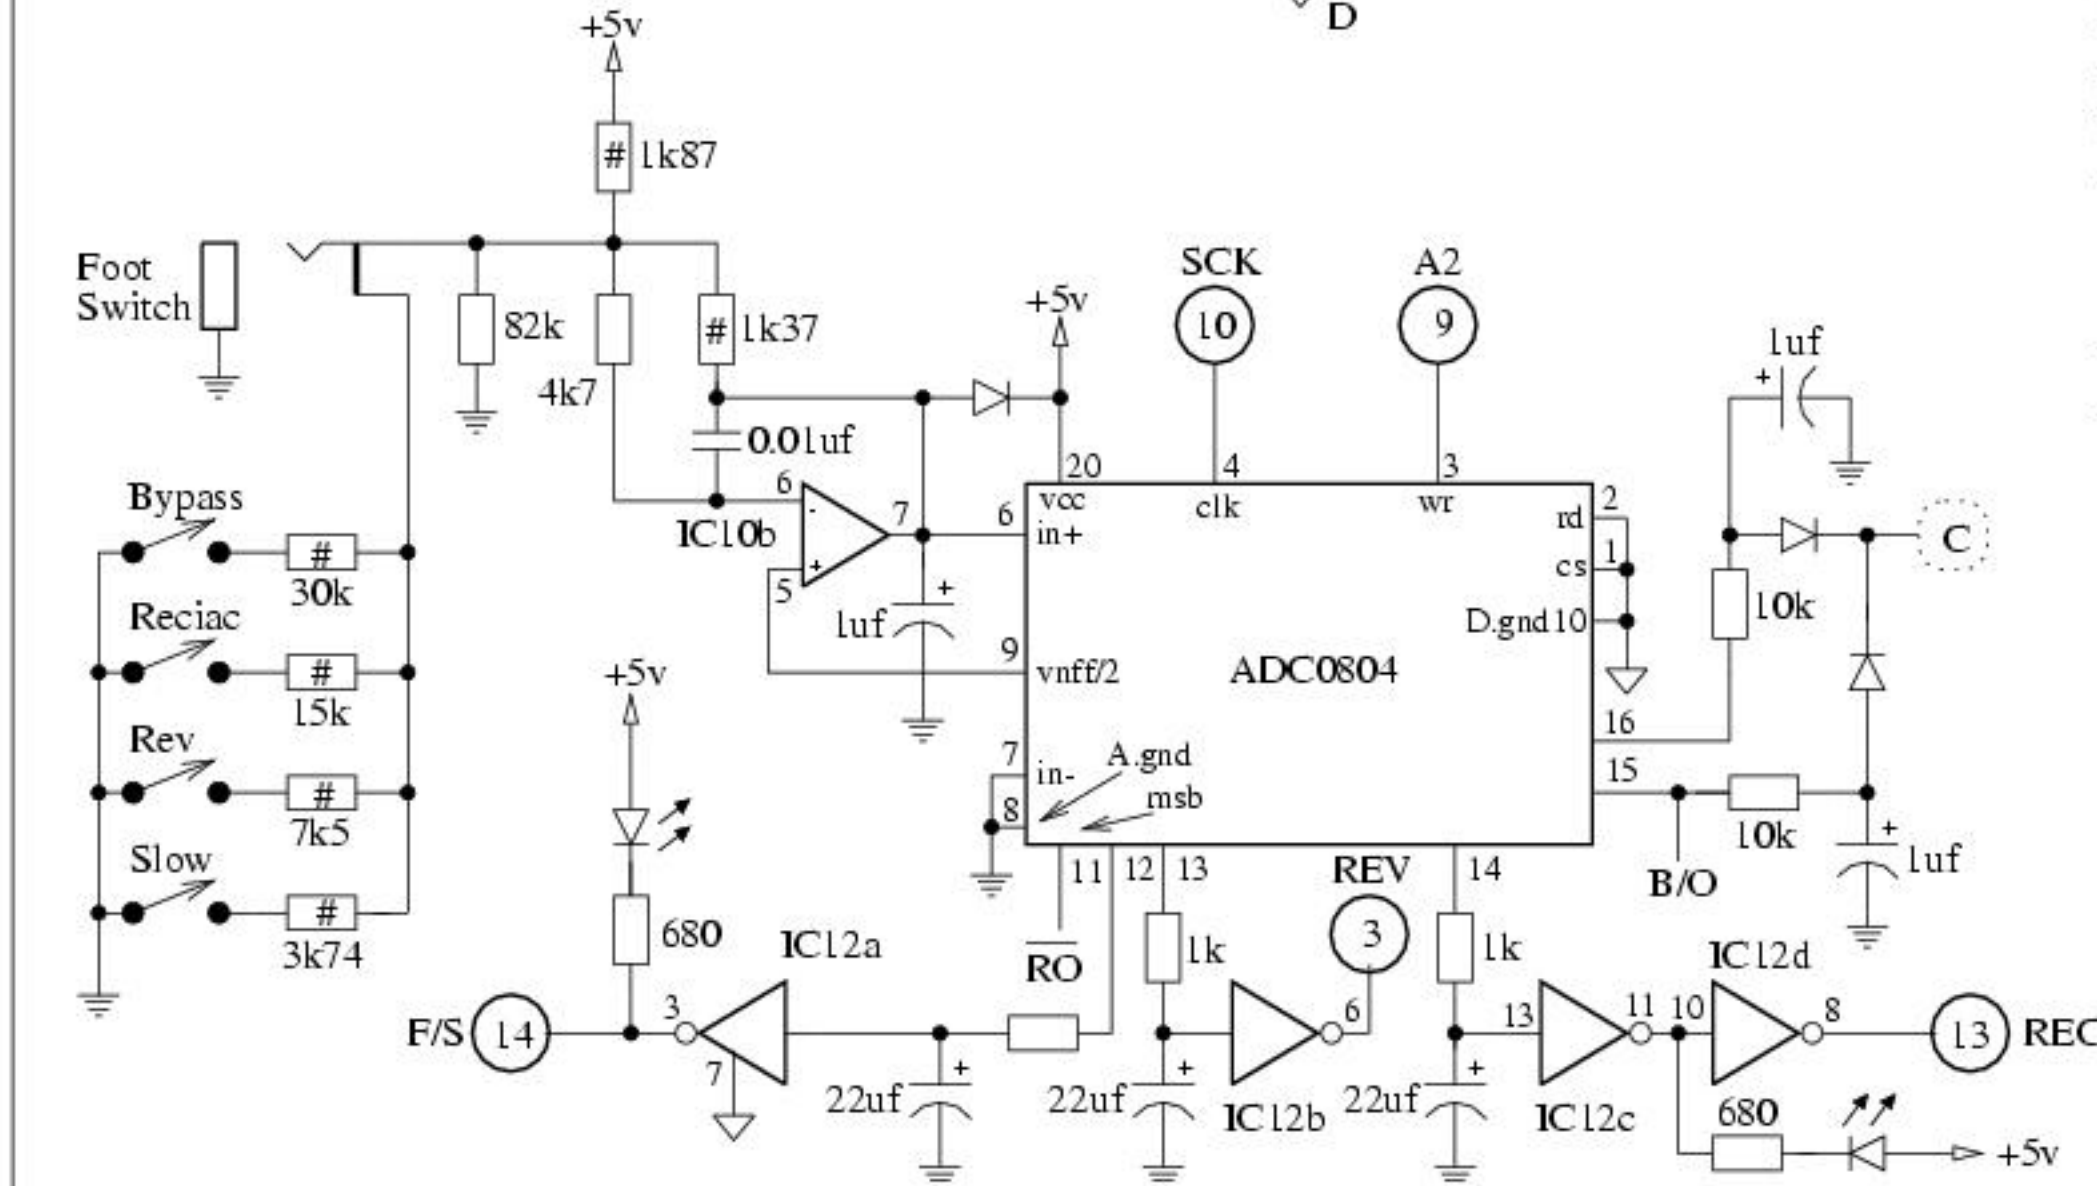 D
+5v
# 1k87
Foot
Switch
82k
4k7
# 1k37
0.01uf
+5v
SCK
10
A2
9
1uf
+
Bypass
#
30k
Reciac
#
15k
Rev
#
7k5
Slow
#
3k74
IC10b
6
-
+
5
7
1uf
+
6
in+
20
vcc
4
clk
3
wr
2
rd
1
cs
D.gnd 10
9
vnff/2
ADC0804
7
in-
A.gnd
8
msb
16
15
10k
C
10k
B/O
+
1uf
11
12
13
14
+5v
680
IC12a
F/S
14
3
7
22uf
+
RO
1k
22uf
+
REV
3
6
IC12b
1k
22uf
+
13
IC12c
11
10
IC12d
8
13
REC
680
+5v